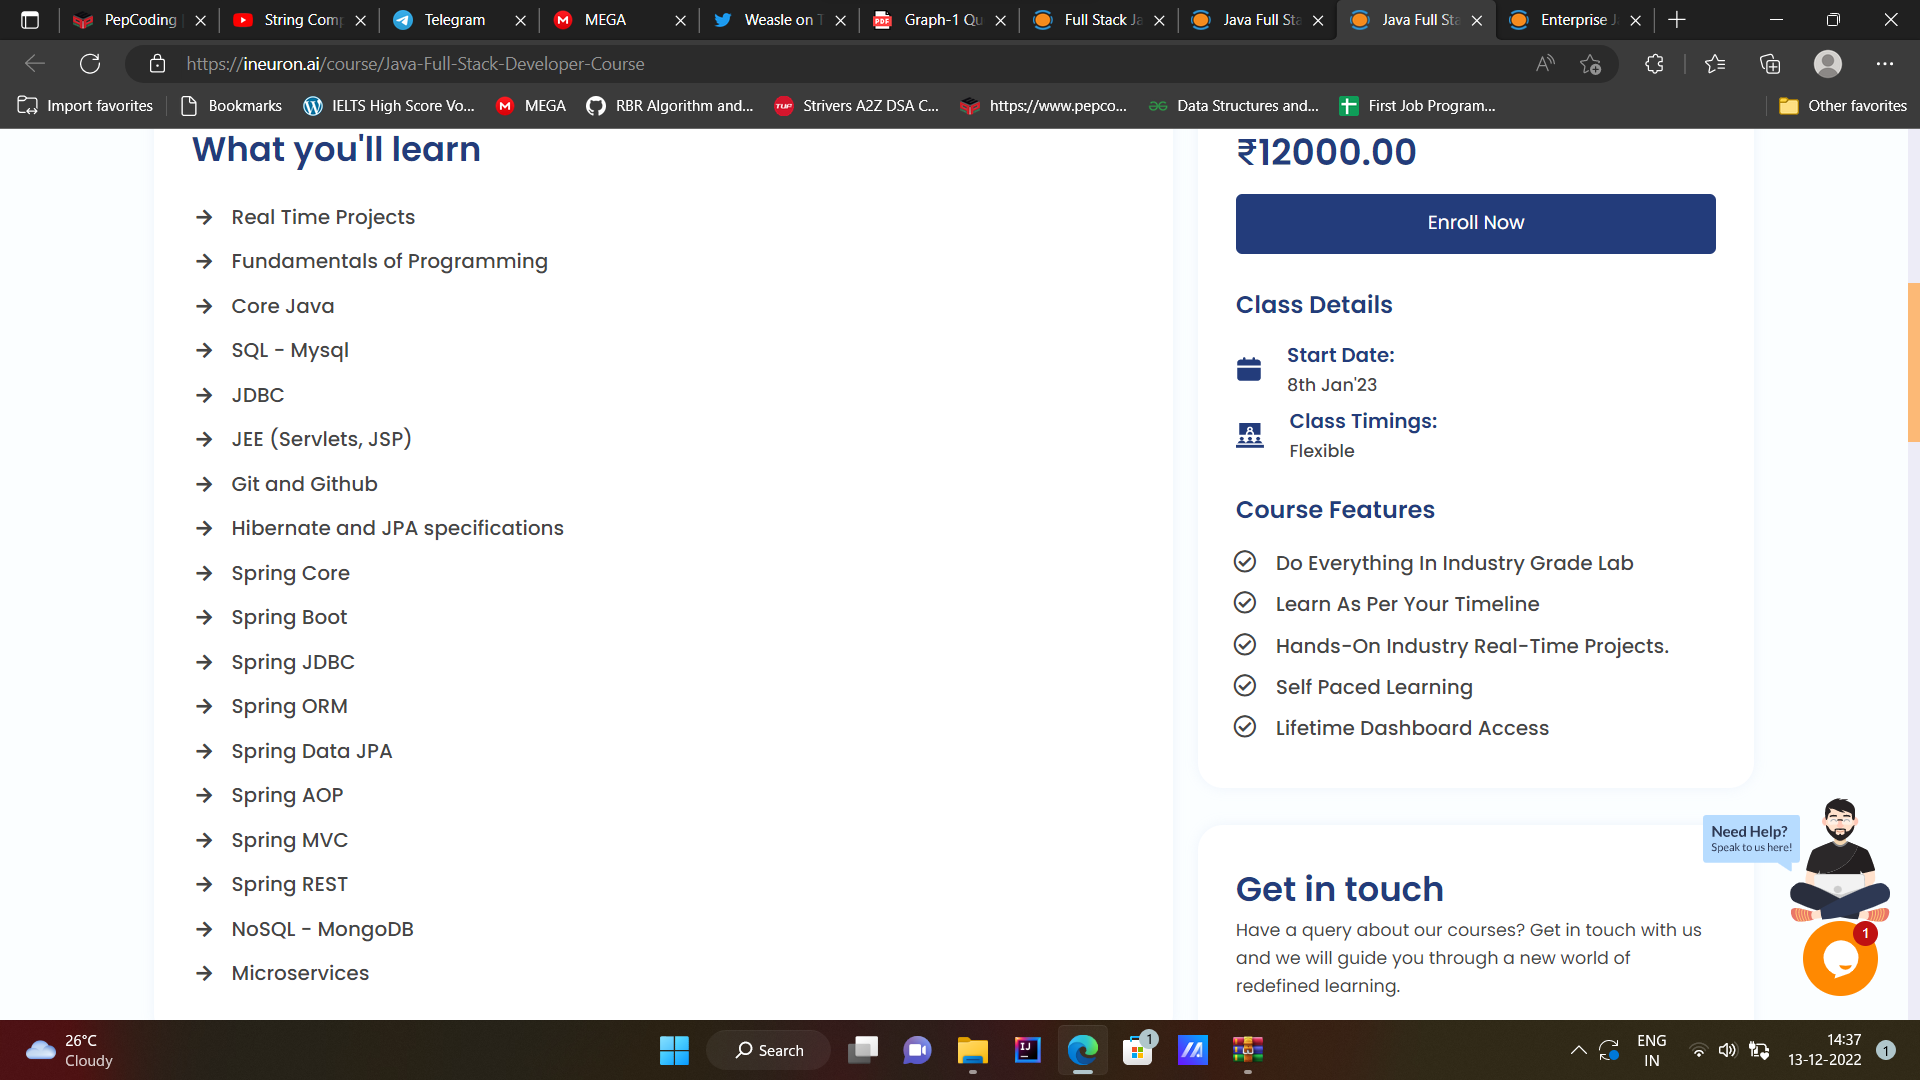 PepCoding
String Com
Telegram
MEGA
Weasle on T
Graph-1 Qu
Full Stack Ja
Java Full Sta
Java Full Sta
Enterprise J
https://ineuron.ai/course/Java-Full-Stack-Developer-Course
Import favorites
Bookmarks
IELTS High Score Vo...
MEGA
RBR Algorithm and...
Strivers A2Z DSA C...
https://www.pepco...
Data Structures and...
First Job Program...
Other favorites
What you'll learn
Real Time Projects
Fundamentals of Programming
Core Java
SQL - Mysql
JDBC
JEE (Servlets, JSP)
Git and Github
Hibernate and JPA specifications
Spring Core
Spring Boot
Spring JDBC
Spring ORM
Spring Data JPA
Spring AOP
Spring MVC
Spring REST
NoSQL - MongoDB
Microservices
₹12000.00
Enroll Now
Class Details
Start Date:
8th Jan'23
Class Timings:
Flexible
Course Features
Do Everything In Industry Grade Lab
Learn As Per Your Timeline
Hands-On Industry Real-Time Projects.
Self Paced Learning
Lifetime Dashboard Access
Need Help?
Speak to us here!
Get in touch
Have a query about our courses? Get in touch with us
and we will guide you through a new world of
redefined learning.
1
26°C
Cloudy
Search
1
ENG
IN
14:37
13-12-2022
1